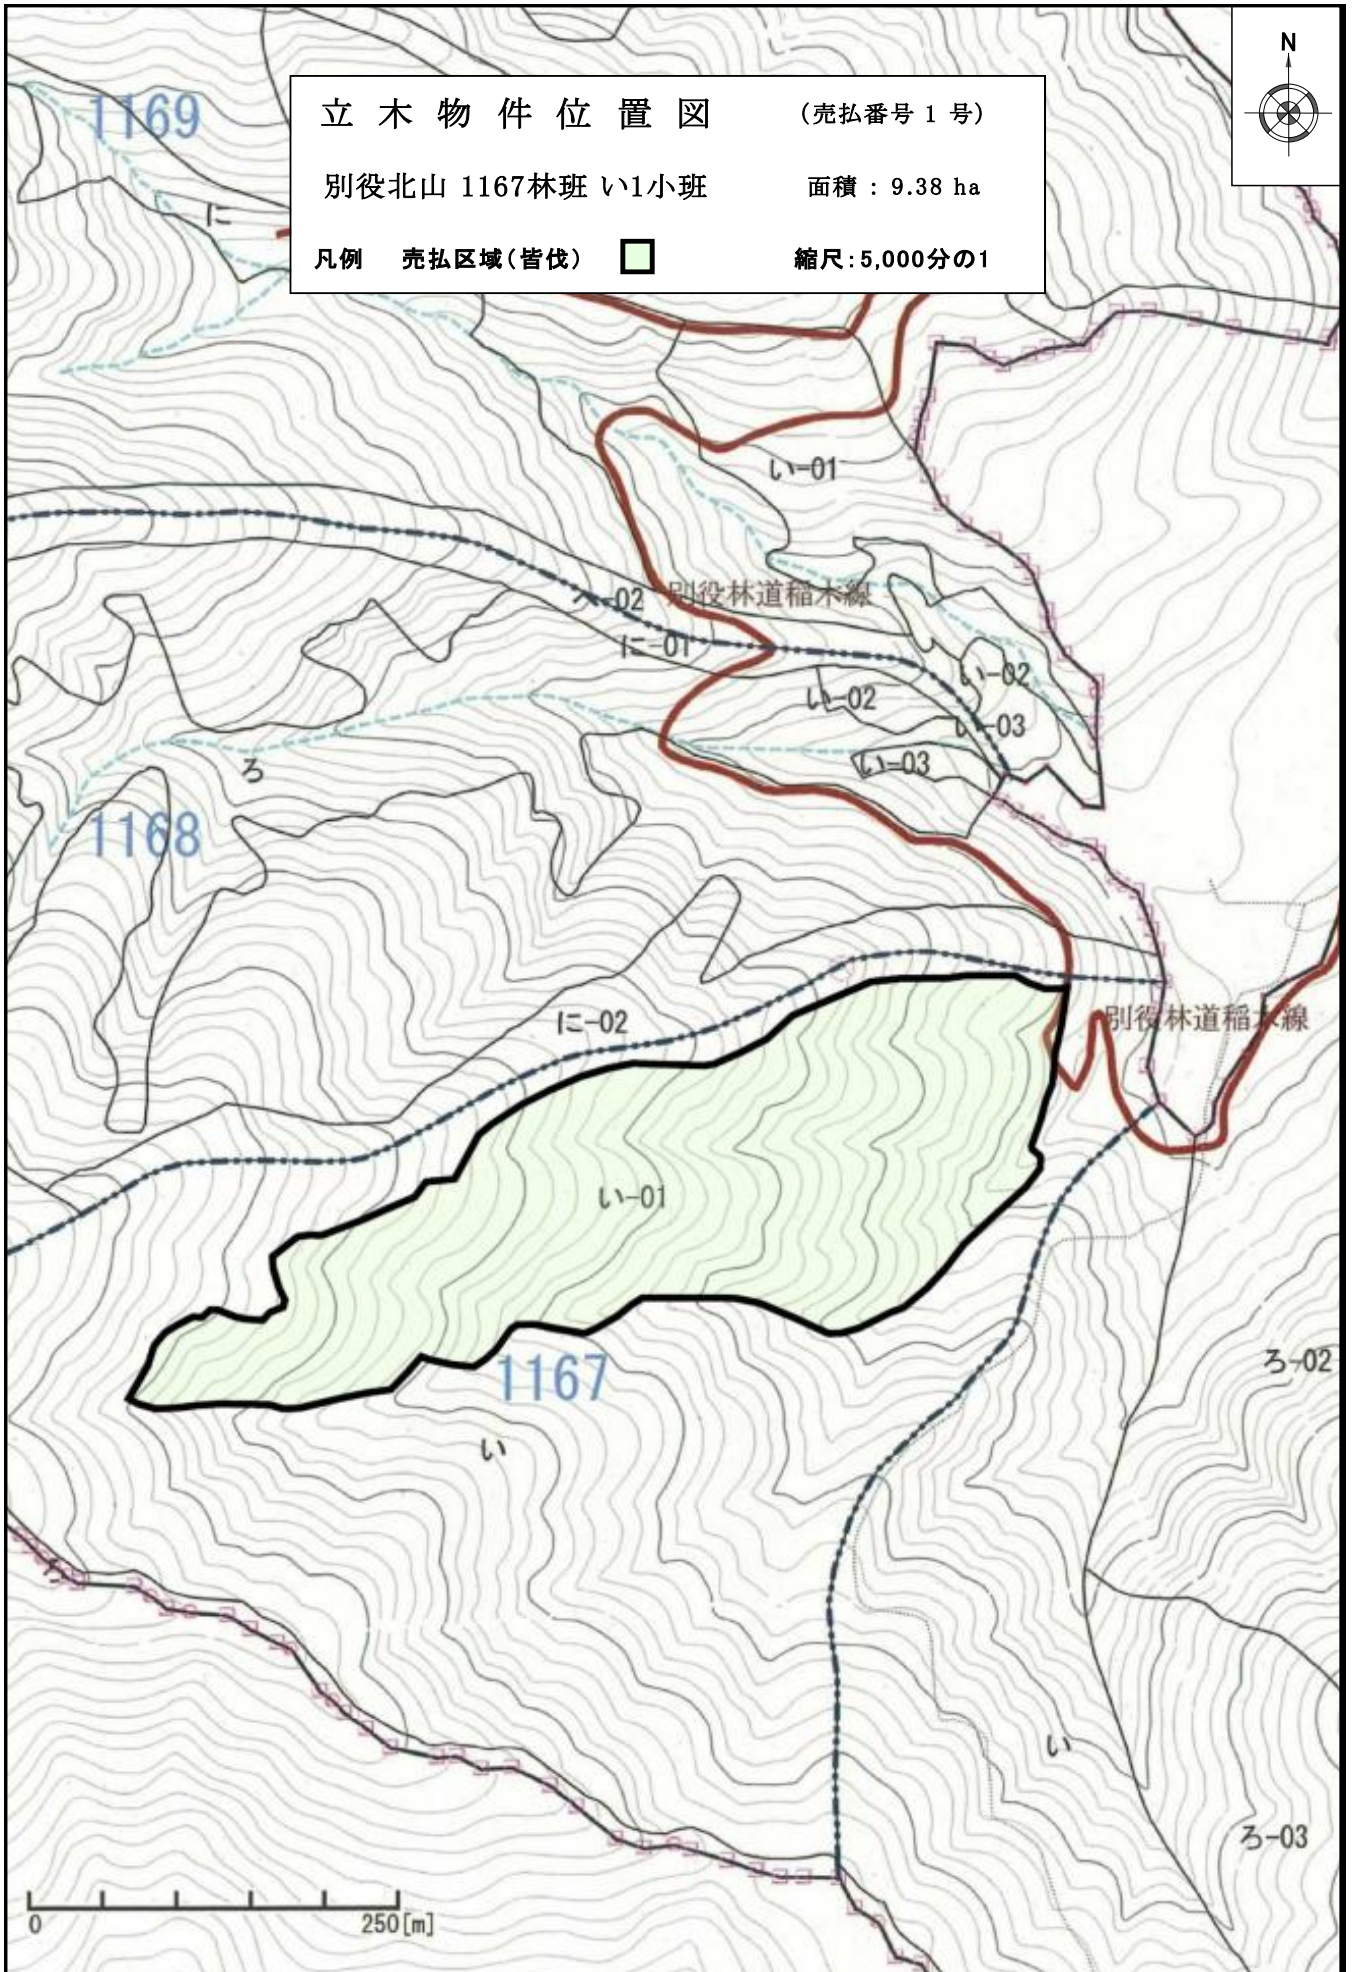 N
1169
立木物件位置図 (売払番号 1 号)
別役北山 1167林班 い1小班 面積 : 9.38 ha
に
凡例 売払区域(皆伐) 縮尺:5,000分の1
い-01
別役林道稲木線
へ-02
に-01
い-02
い-02
い-03
い-03
ろ
1168
に-02
別役林道稲木線
い-01
ろ-02
1167
い
ろ
い
ろ-03
0 250[m]